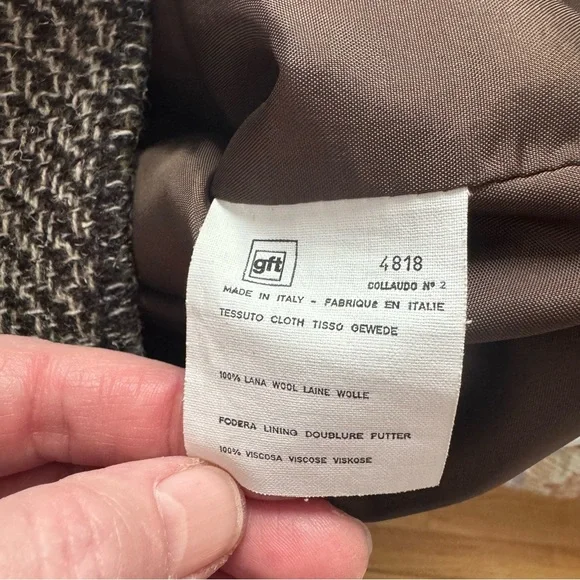 gft
4818
COLLAUDO Nº 2
MADE IN ITALY - FABRIQUE EN ITALIE
TESSUTO CLOTH TISSO GEWEDE
100% LANA WOOL LAINE WOLLE
FODERA LINING DOUBLURE FUTTER
100% VISCOSA VISCOSE VISKOSE